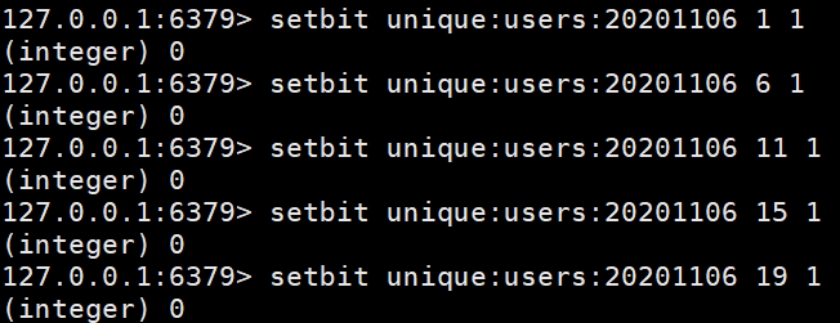 127.0.0.1:6379> setbit unique:users:20201106 1 1
(integer) 0
127.0.0.1:6379> setbit unique:users:20201106 6 1
(integer) 0
127.0.0.1:6379> setbit unique:users:20201106 11 1
(integer) 0
127.0.0.1:6379> setbit unique:users:20201106 15 1
(integer) 0
127.0.0.1:6379> setbit unique:users:20201106 19 1
(integer) 0